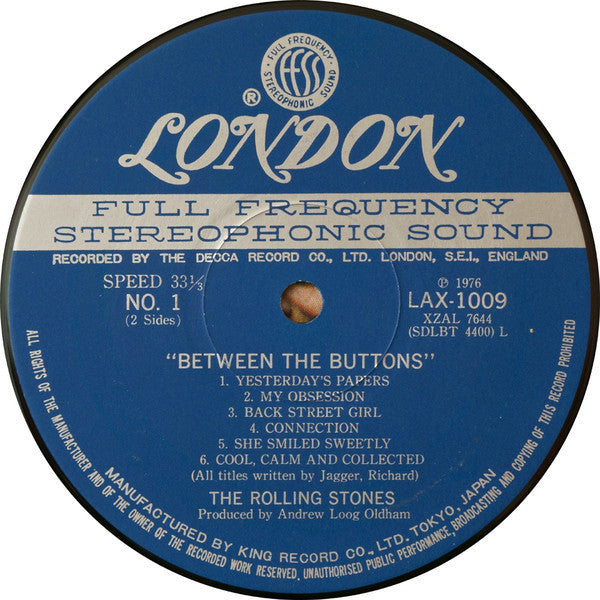 FULL FREQUENCY
ffss
STEREOPHONIC SOUND
®
LONDON
FULL FREQUENCY
STEREOPHONIC SOUND
RECORDED BY THE DECCA RECORD CO., LTD. LONDON, S.E.I., ENGLAND
SPEED 33⅓
NO. 1
(2 Sides)
Ⓟ 1976
LAX-1009
XZAL 7644
(SDLBT 4400) L
"BETWEEN THE BUTTONS"
1. YESTERDAY'S PAPERS
2. MY OBSESSION
3. BACK STREET GIRL
4. CONNECTION
5. SHE SMILED SWEETLY
6. COOL, CALM AND COLLECTED
(All titles written by Jagger, Richard)
THE ROLLING STONES
Produced by Andrew Loog Oldham
MANUFACTURED BY KING RECORD CO., LTD. TOKYO, JAPAN
ALL RIGHTS OF THE MANUFACTURER AND OF THE OWNER OF THE RECORDED WORK RESERVED, UNAUTHORISED PUBLIC PERFORMANCE, BROADCASTING AND COPYING OF THIS RECORD PROHIBITED